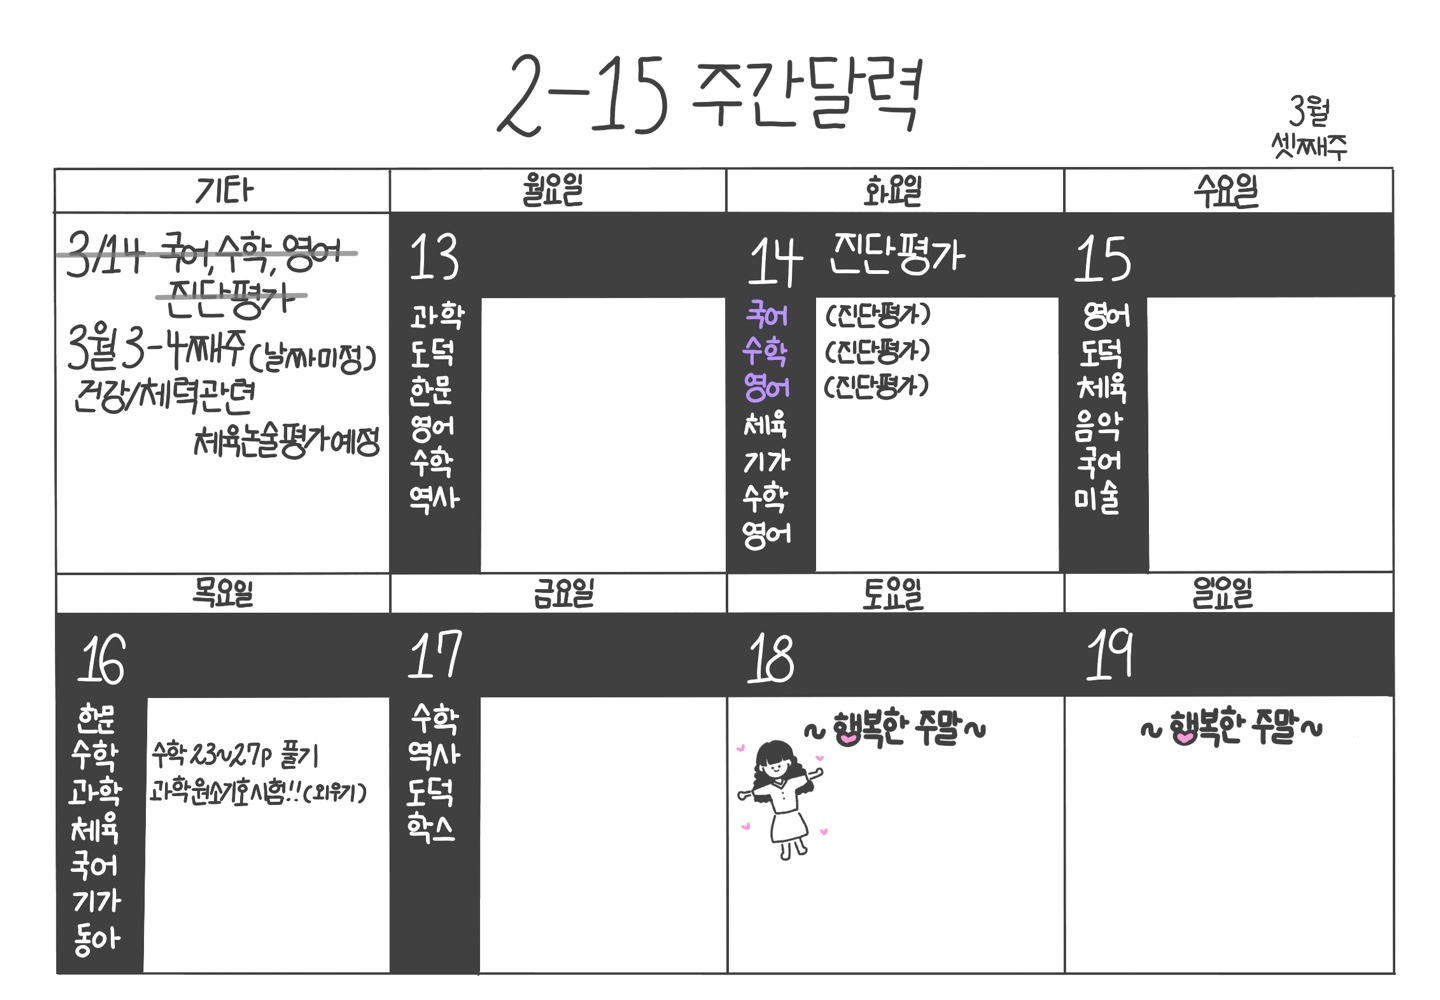 2-15 주간달력
3월
셋째주
기타
월요일
화요일
수요일
3/14 국어, 수학, 영어
진단평가
3월 3-4째주 (날짜미정)
건강/체력관련
체육논술평가예정
13
과학
도덕
한문
영어
수학
역사
14 진단평가
국어 (진단평가)
수학 (진단평가)
영어 (진단평가)
체육
기가
수학
영어
15
영어
도덕
체육
음악
국어
미술
목요일
금요일
토요일
일요일
16
한문
수학 수학 23~27p 풀기
과학 과학원소기호시험!! (외우기)
체육
국어
기가
동아
17
수학
역사
도덕
학스
18
~행복한 주말~
19
~행복한 주말~